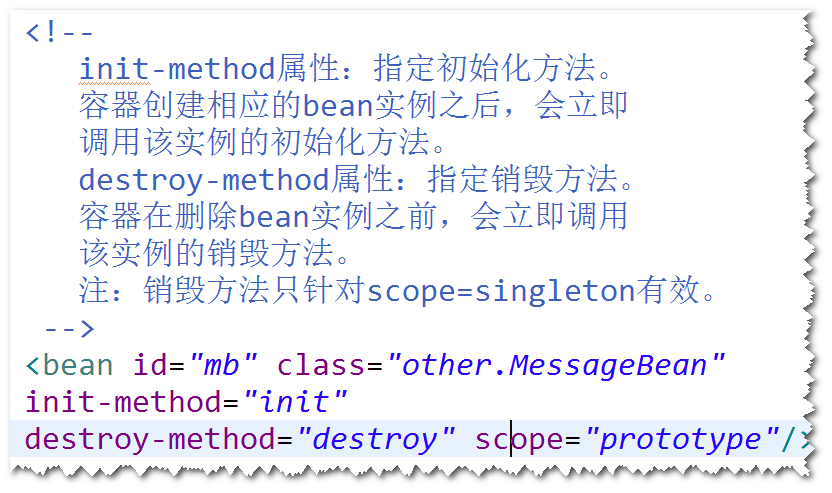 <!--
init-method属性：指定初始化方法。
容器创建相应的bean实例之后，会立即
调用该实例的初始化方法。
destroy-method属性：指定销毁方法。
容器在删除bean实例之前，会立即调用
该实例的销毁方法。
注：销毁方法只针对scope=singleton有效。
-->
<bean id="mb" class="other.MessageBean"
init-method="init"
destroy-method="destroy" scope="prototype"/>